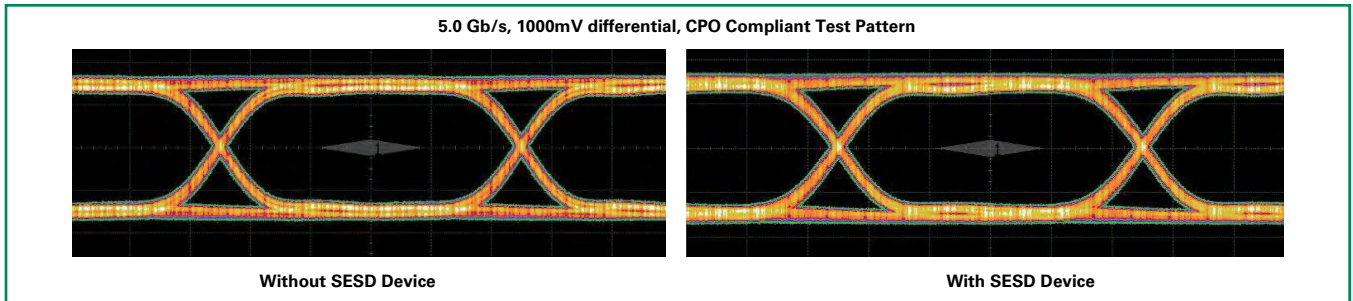 5.0 Gb/s, 1000mV differential, CPO Compliant Test Pattern
Without SESD Device
With SESD Device